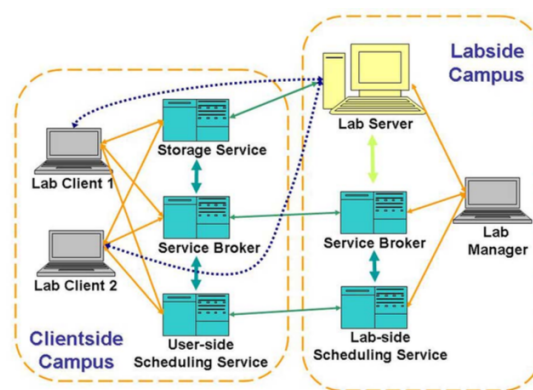 Labside
Campus
Lab Server
Storage Service
Lab Client 1
Service Broker
Service Broker
Lab
Manager
Lab Client 2
Clientside
Campus
User-side
Scheduling Service
Lab-side
Scheduling Service